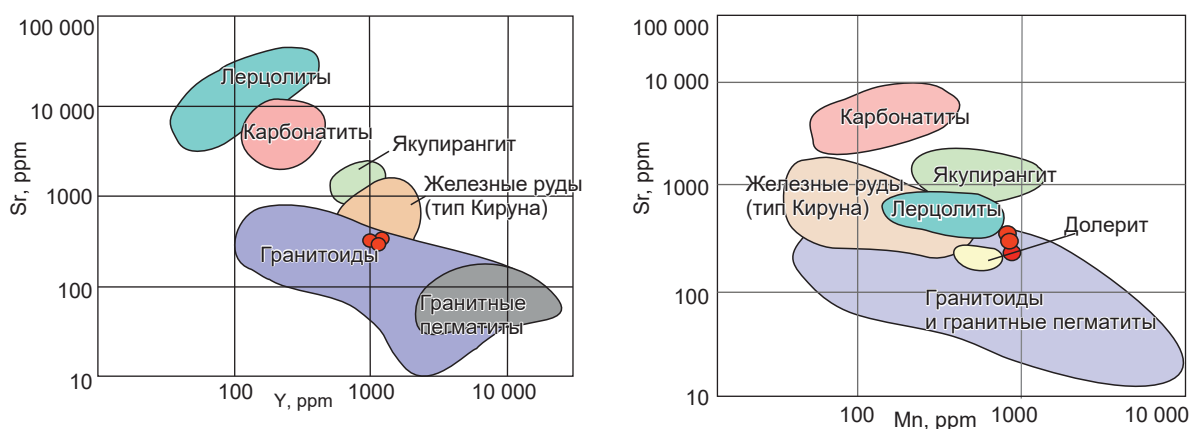 100 000
10 000
1000
100
10
Sr, ppm
Лерцолиты
Карбонатиты
Якупирангит
Железные руды
(тип Кируна)
Гранитоиды
Гранитные
пегматиты
100
1000
10 000
Y, ppm
100 000
10 000
1000
100
10
Sr, ppm
Карбонатиты
Якупирангит
Железные руды
(тип Кируна)
Лерцолиты
Долерит
Гранитоиды
и гранитные пегматиты
100
1000
10 000
Mn, ppm